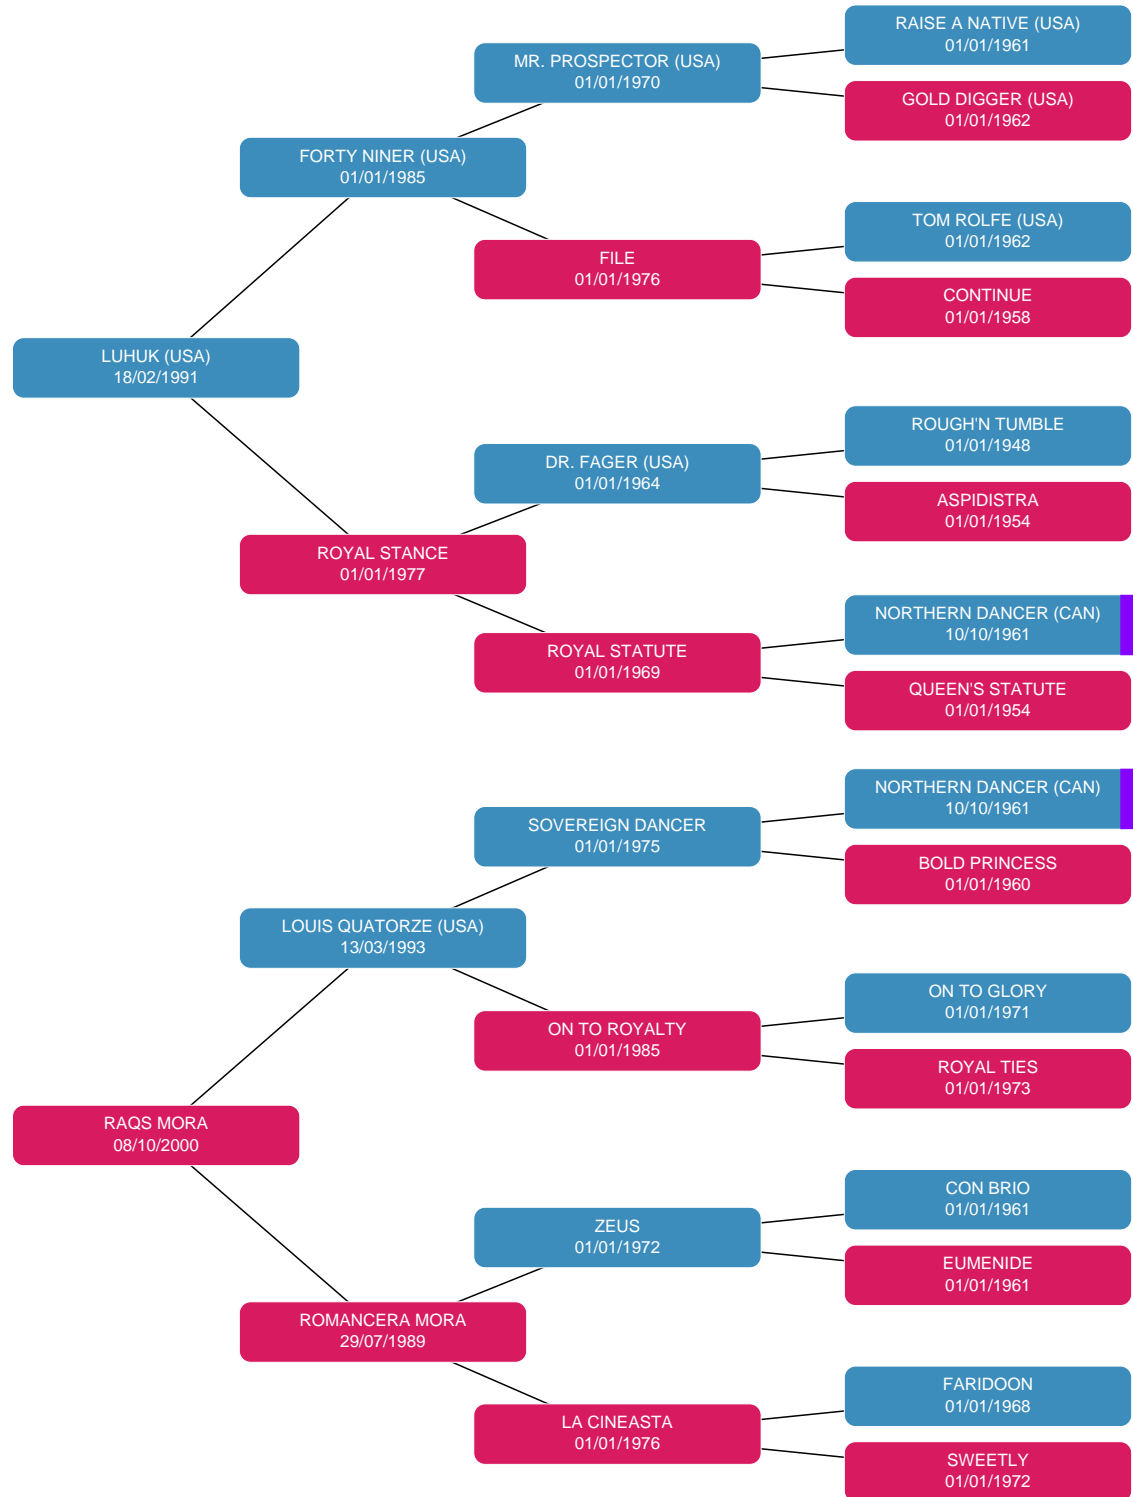 RAISE A NATIVE (USA)
01/01/1961
MR. PROSPECTOR (USA)
01/01/1970
GOLD DIGGER (USA)
01/01/1962
FORTY NINER (USA)
01/01/1985
TOM ROLFE (USA)
01/01/1962
FILE
01/01/1976
CONTINUE
01/01/1958
LUHUK (USA)
18/02/1991
ROUGH'N TUMBLE
01/01/1948
DR. FAGER (USA)
01/01/1964
ASPIDISTRA
01/01/1954
ROYAL STANCE
01/01/1977
NORTHERN DANCER (CAN)
10/10/1961
ROYAL STATUTE
01/01/1969
QUEEN'S STATUTE
01/01/1954
NORTHERN DANCER (CAN)
10/10/1961
SOVEREIGN DANCER
01/01/1975
BOLD PRINCESS
01/01/1960
LOUIS QUATORZE (USA)
13/03/1993
ON TO GLORY
01/01/1971
ON TO ROYALTY
01/01/1985
ROYAL TIES
01/01/1973
RAQS MORA
08/10/2000
CON BRIO
01/01/1961
ZEUS
01/01/1972
EUMENIDE
01/01/1961
ROMANCERA MORA
29/07/1989
FARIDOON
01/01/1968
LA CINEASTA
01/01/1976
SWEETLY
01/01/1972